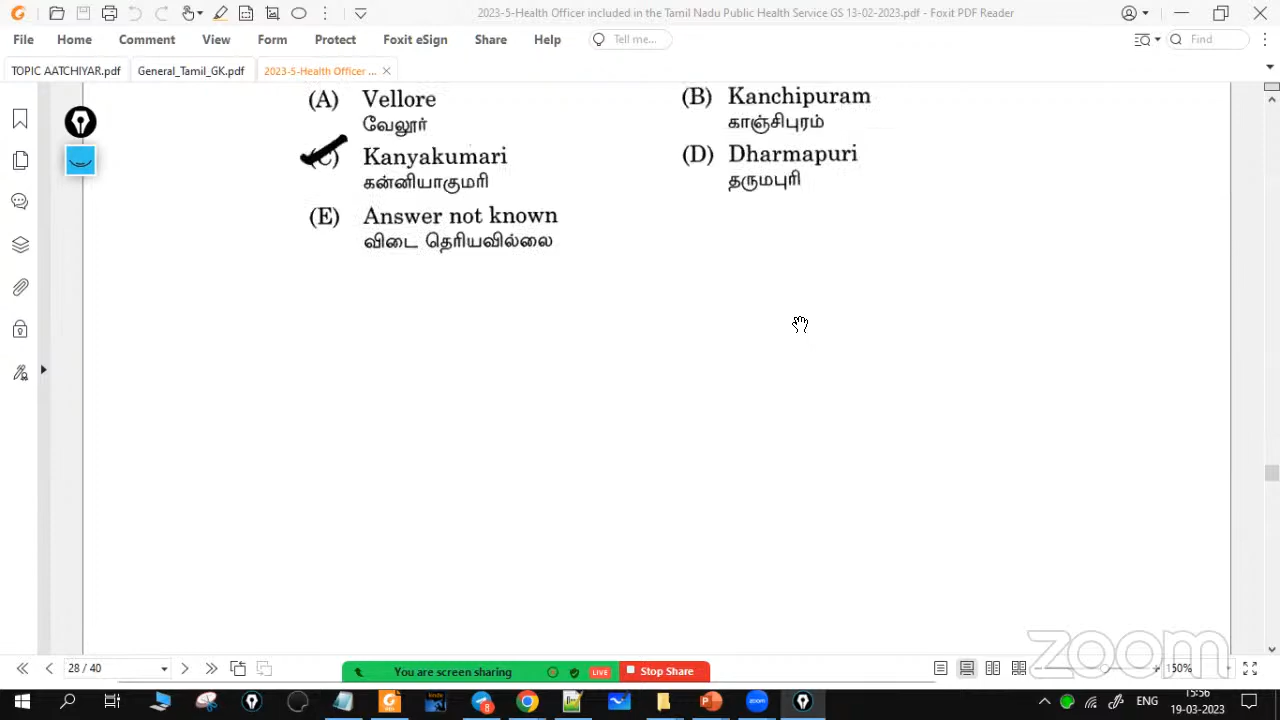 2023-5-Health Officer included in the Tamil Nadu Public Health Service GS 13-02-2023.pdf - Foxit PDF Reader
File Home Comment View Form Protect Foxit eSign Share Help Tell me... Find
TOPIC AATCHIYAR.pdf General_Tamil_GK.pdf 2023-5-Health Officer ...
(A) Vellore (B) Kanchipuram
வேலூர் காஞ்சிபுரம்
(C) Kanyakumari (D) Dharmapuri
கன்னியாகுமரி தருமபுரி
(E) Answer not known
விடை தெரியவில்லை
zoom
28 / 40 You are screen sharing LIVE Stop Share 150%
15:56
ENG
19-03-2023